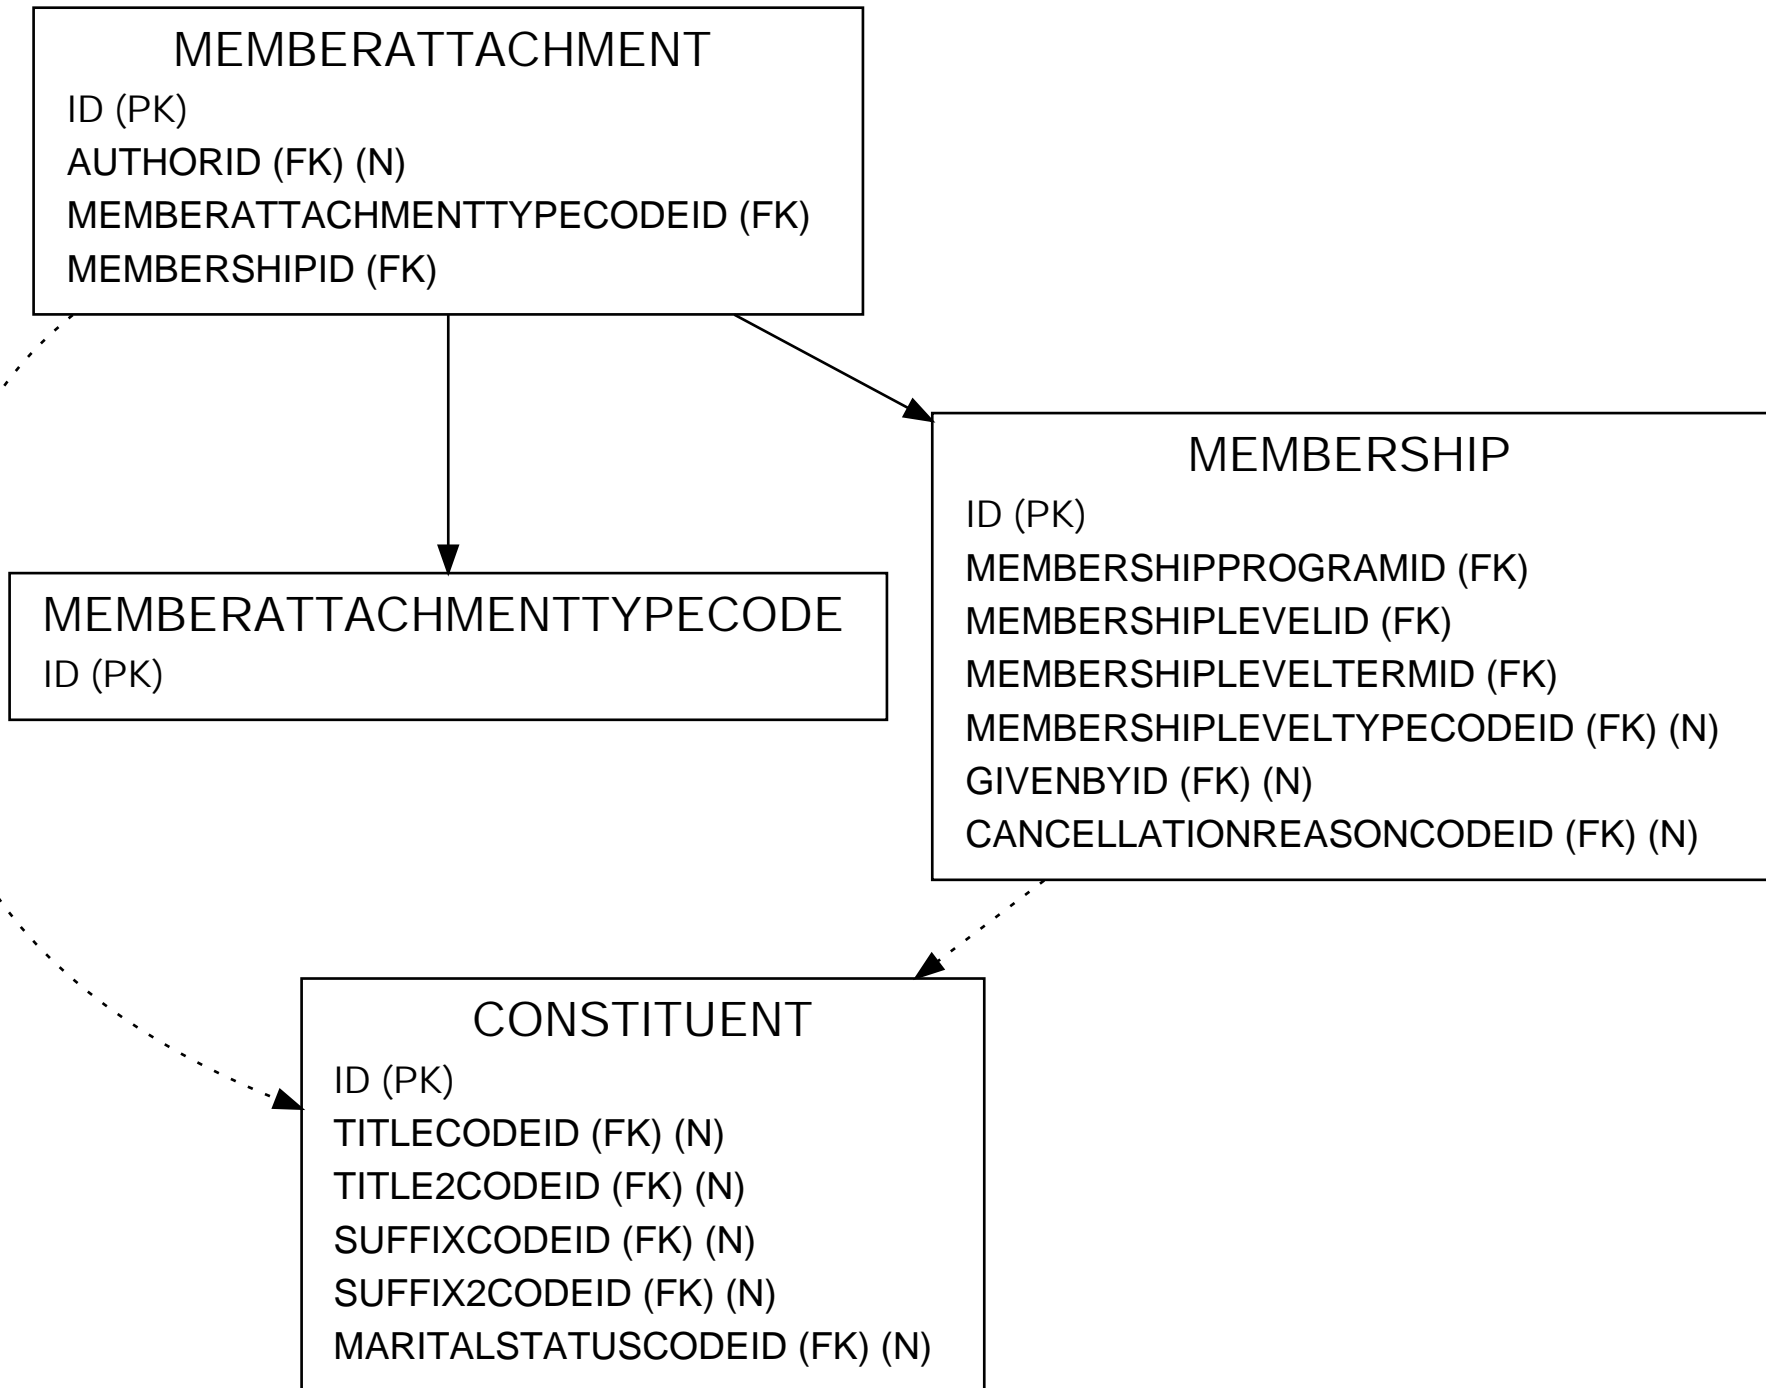 MEMBERATTACHMENT
ID (PK)
AUTHORID (FK) (N)
MEMBERATTACHMENTTYPECODEID (FK)
MEMBERSHIPID (FK)
MEMBERATTACHMENTTYPECODE
ID (PK)
MEMBERSHIP
ID (PK)
MEMBERSHIPPROGRAMID (FK)
MEMBERSHIPLEVELID (FK)
MEMBERSHIPLEVELTERMID (FK)
MEMBERSHIPLEVELTYPECODEID (FK) (N)
GIVENBYID (FK) (N)
CANCELLATIONREASONCODEID (FK) (N)
CONSTITUENT
ID (PK)
TITLECODEID (FK) (N)
TITLE2CODEID (FK) (N)
SUFFIXCODEID (FK) (N)
SUFFIX2CODEID (FK) (N)
MARITALSTATUSCODEID (FK) (N)